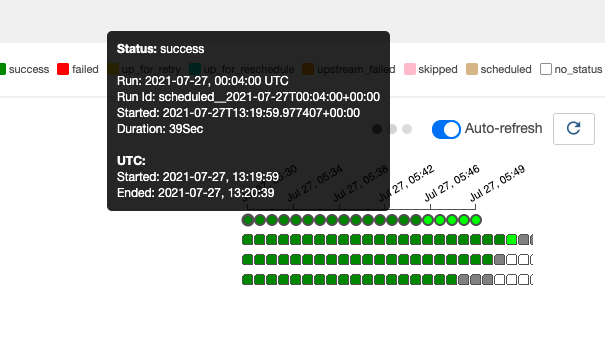 Status: success
Run: 2021-07-27, 00:04:00 UTC
Run Id: scheduled__2021-07-27T00:04:00+00:00
Started: 2021-07-27T13:19:59.977407+00:00
Duration: 39Sec
UTC:
Started: 2021-07-27, 13:19:59
Ended: 2021-07-27, 13:20:39
success failed up_for_retry up_for_reschedule upstream_failed skipped scheduled no_status
Auto-refresh
05:30 Jul 27, 05:34 Jul 27, 05:38 Jul 27, 05:42 Jul 27, 05:46 Jul 27, 05:49